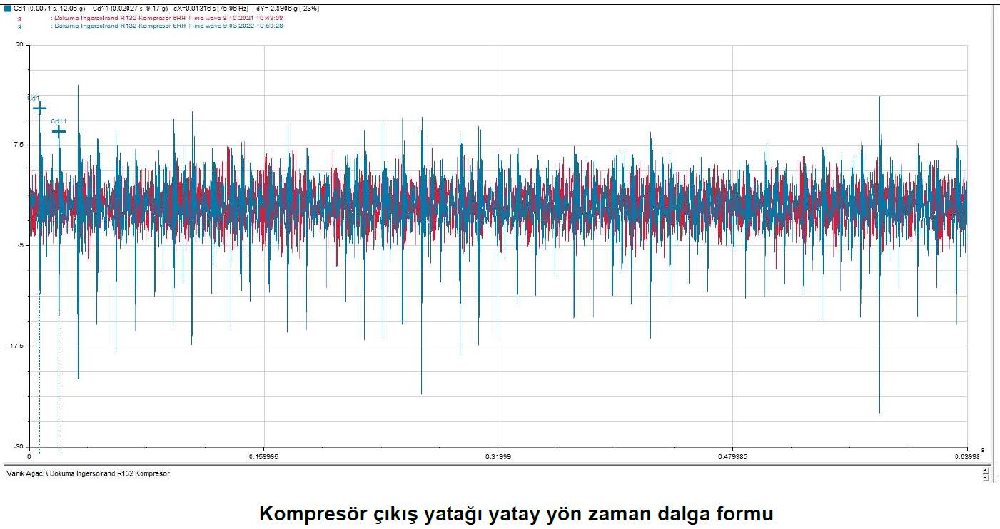 Cd1 (0.0071 s, 12.06 g) Cd11 (0.02027 s, 9.17 g) dX=0.01316 s [75.96 Hz] dY=-2.8906 g [-23%]
g : Dokuma Ingersolrand R132 Kompresör 6RH Time wave 8.10.2021 10:43:08
g : Dokuma Ingersolrand R132 Kompresör 6RH Time wave 9.03.2022 10:50:28
20
Cd1
Cd11
7.5
-5
-17.5
-30
0 0.159995 0.31999 0.479985 0.63998 s
Varlik Agaci \ Dokuma Ingersolrand R132 Kompresör
Kompresör çıkış yatağı yatay yön zaman dalga formu